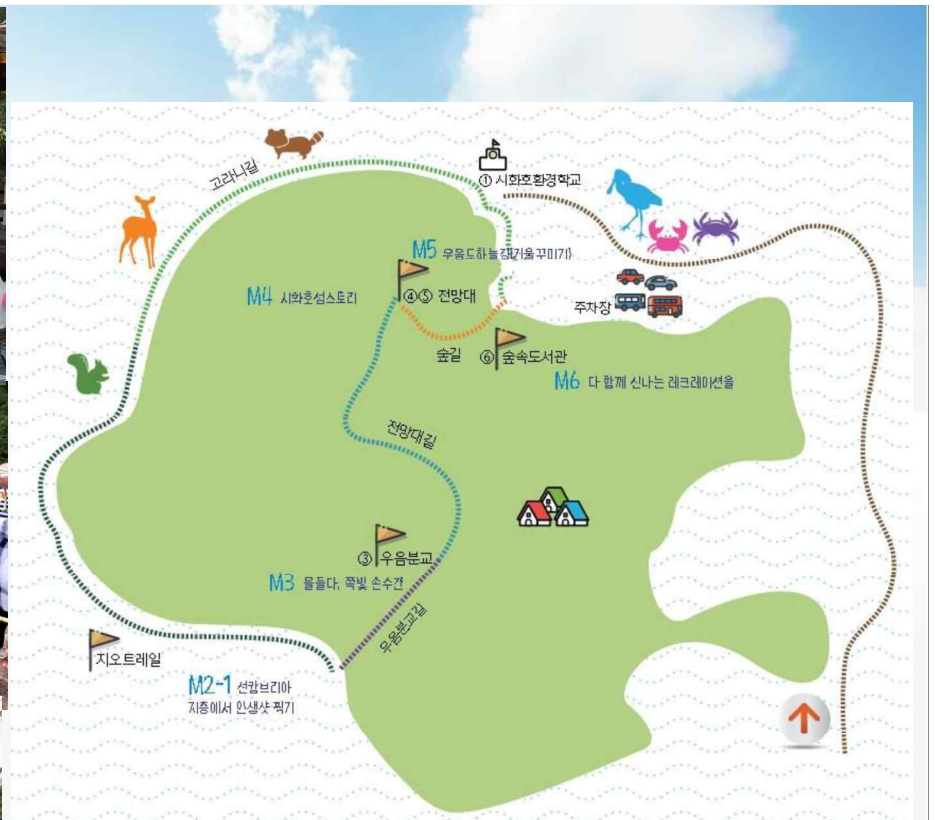 고라니길
① 시화호환경학교
M5 우음도하늘강(거울꾸미기)
M4 시화호섬스토리
④⑤ 전망대
주차장
숲길
⑥ 숲속도서관
M6 다 함께 신나는 레크레이션을
전망대길
③ 우음분교
M3 물들다, 쪽빛 손수건
우음분교길
지오트레일
M2-1 선캄브리아
지층에서 인생샷 찍기